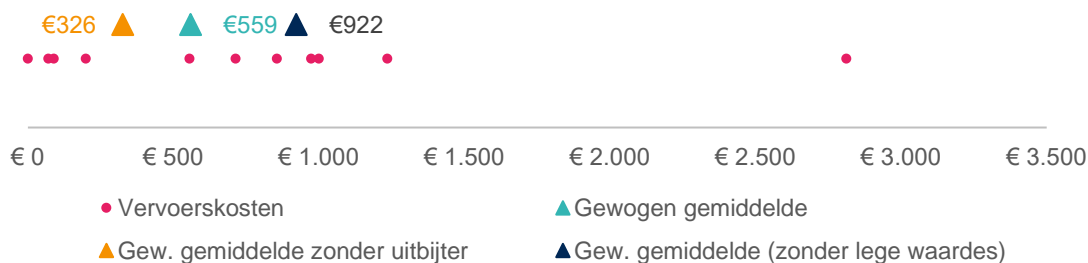 €326 €559 €922
€ 0 € 500 € 1.000 € 1.500 € 2.000 € 2.500 € 3.000 € 3.500
Vervoerskosten Gewogen gemiddelde
Gew. gemiddelde zonder uitbijter Gew. gemiddelde (zonder lege waardes)